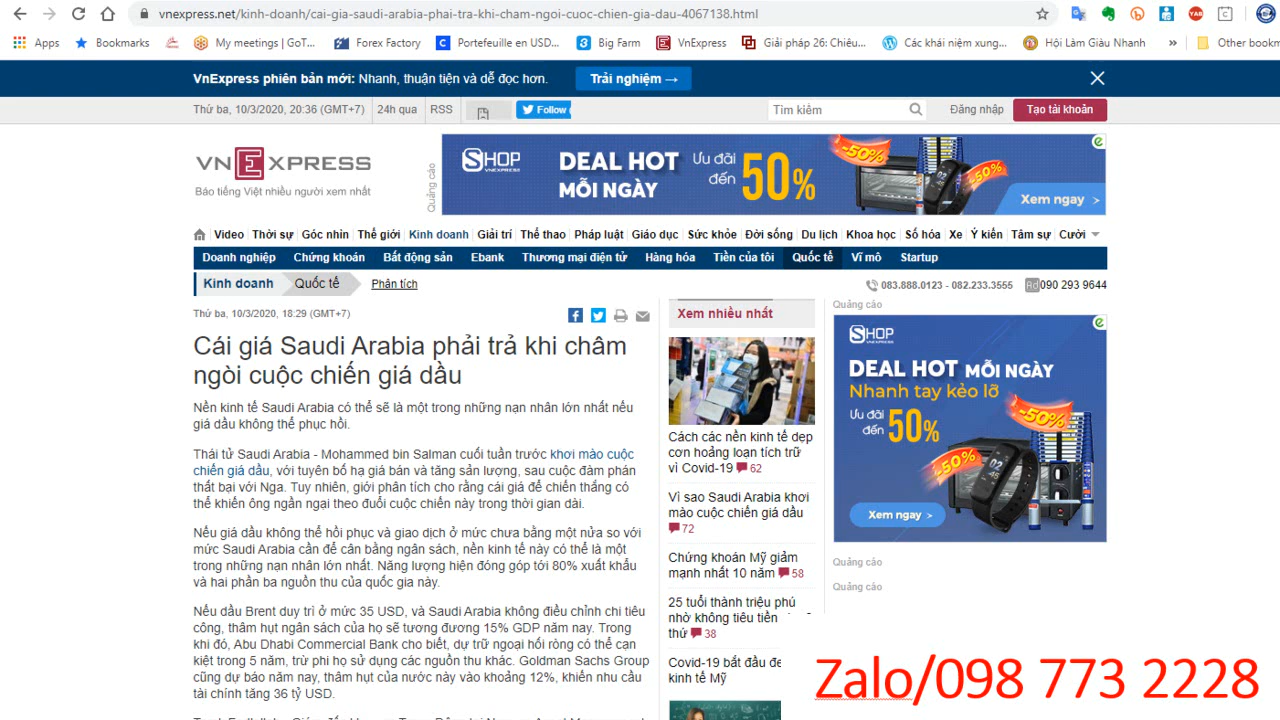 vnexpress.net/kinh-doanh/cai-gia-saudi-arabia-phai-tra-khi-cham-ngoi-cuoc-chien-gia-dau-4067138.html
Apps Bookmarks My meetings | GoT... Forex Factory Portefeuille en USD... Big Farm VnExpress Giải pháp 26: Chiêu... Các khái niệm xung... Hội Làm Giàu Nhanh » Other bookm
VnExpress phiên bản mới: Nhanh, thuận tiện và dễ đọc hơn. Trải nghiệm →
Thứ ba, 10/3/2020, 20:36 (GMT+7) 24h qua RSS Follow Tìm kiếm Đăng nhập Tạo tài khoản
VNEXPRESS
Báo tiếng Việt nhiều người xem nhất
Quảng cáo
SHOP VNEXPRESS
DEAL HOT
MỖI NGÀY
Ưu đãi
đến
50%
-50%
-50%
Xem ngay >
Video Thời sự Góc nhìn Thế giới Kinh doanh Giải trí Thể thao Pháp luật Giáo dục Sức khỏe Đời sống Du lịch Khoa học Số hóa Xe Ý kiến Tâm sự Cười
Doanh nghiệp Chứng khoán Bất động sản Ebank Thương mại điện tử Hàng hóa Tiền của tôi Quốc tế Vĩ mô Startup
Kinh doanh Quốc tế Phân tích 083.888.0123 - 082.233.3555 Ad 090 293 9644
Thứ ba, 10/3/2020, 18:29 (GMT+7)
Cái giá Saudi Arabia phải trả khi châm
ngòi cuộc chiến giá dầu
Nền kinh tế Saudi Arabia có thể sẽ là một trong những nạn nhân lớn nhất nếu
giá dầu không thể phục hồi.
Thái tử Saudi Arabia - Mohammed bin Salman cuối tuần trước khơi mào cuộc
chiến giá dầu, với tuyên bố hạ giá bán và tăng sản lượng, sau cuộc đàm phán
thất bại với Nga. Tuy nhiên, giới phân tích cho rằng cái giá để chiến thắng có
thể khiến ông ngần ngại theo đuổi cuộc chiến này trong thời gian dài.
Nếu giá dầu không thể hồi phục và giao dịch ở mức chưa bằng một nửa so với
mức Saudi Arabia cần để cân bằng ngân sách, nền kinh tế này có thể là một
trong những nạn nhân lớn nhất. Năng lượng hiện đóng góp tới 80% xuất khẩu
và hai phần ba nguồn thu của quốc gia này.
Nếu dầu Brent duy trì ở mức 35 USD, và Saudi Arabia không điều chỉnh chi tiêu
công, thâm hụt ngân sách của họ sẽ tương đương 15% GDP năm nay. Trong
khi đó, Abu Dhabi Commercial Bank cho biết, dự trữ ngoại hối ròng có thể cạn
kiệt trong 5 năm, trừ phi họ sử dụng các nguồn thu khác. Goldman Sachs Group
cũng dự báo năm nay, thâm hụt của nước này vào khoảng 12%, khiến nhu cầu
tài chính tăng 36 tỷ USD.
Xem nhiều nhất
Cách các nền kinh tế dẹp
cơn hoảng loạn tích trữ
vì Covid-19 62
Vì sao Saudi Arabia khơi
mào cuộc chiến giá dầu
72
Chứng khoán Mỹ giảm
mạnh nhất 10 năm 58
25 tuổi thành triệu phú
nhờ không tiêu tiền
thứ 38
Covid-19 bắt đầu đe
kinh tế Mỹ
Quảng cáo
SHOP VNEXPRESS
DEAL HOT MỖI NGÀY
Nhanh tay kẻo lỡ
Ưu đãi
đến
50%
-50%
-50%
Xem ngay >
Quảng cáo
Quảng cáo
Zalo/098 773 2228